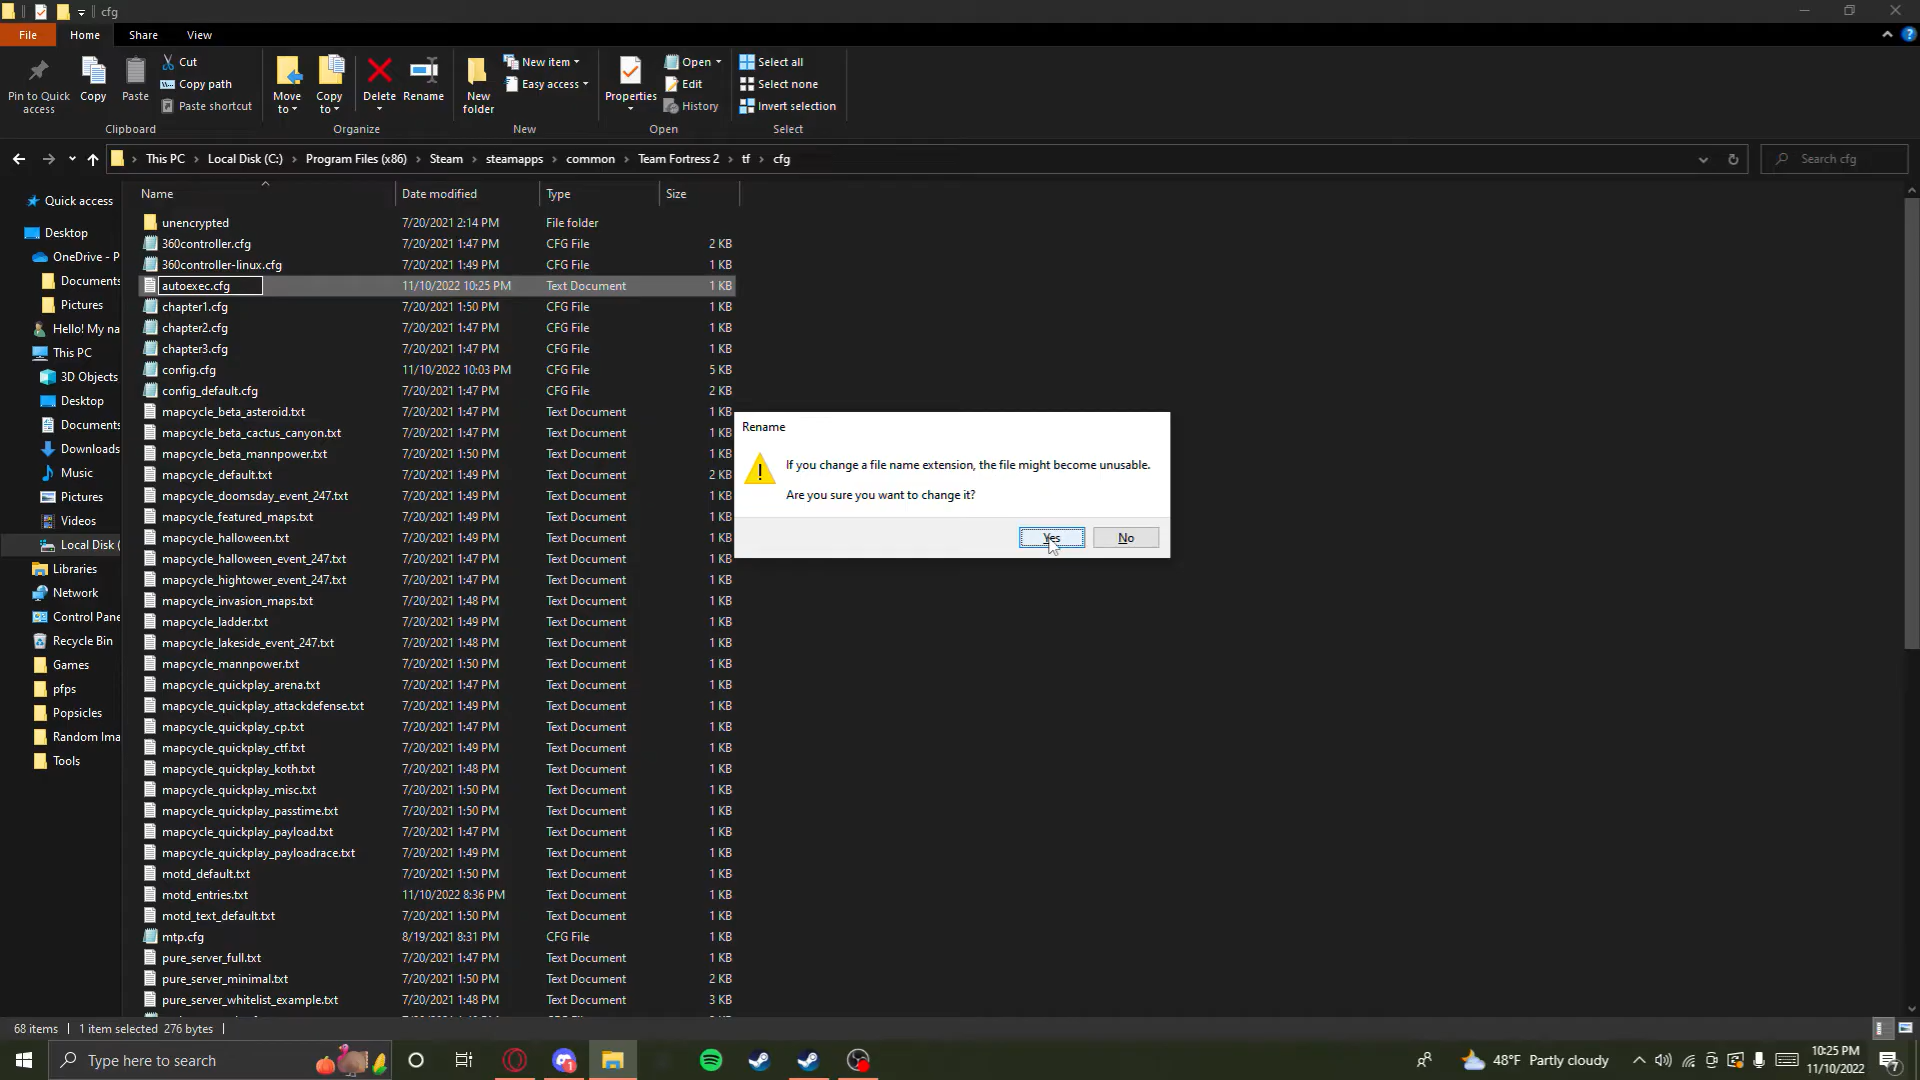 cfg
File Home Share View
Pin to Quick access
Copy
Paste
Cut
Copy path
Paste shortcut
Clipboard
Move to
Copy to
Delete
Rename
Organize
New folder
New item
Easy access
New
Properties
Open
Edit
History
Open
Select all
Select none
Invert selection
Select
This PC › Local Disk (C:) › Program Files (x86) › Steam › steamapps › common › Team Fortress 2 › tf › cfg
Search cfg
Quick access
Desktop
OneDrive - P
Documents
Pictures
Hello! My na
This PC
3D Objects
Desktop
Documents
Downloads
Music
Pictures
Videos
Local Disk (
Libraries
Network
Control Pane
Recycle Bin
Games
pfps
Popsicles
Random Ima
Tools
Name Date modified Type Size
unencrypted 7/20/2021 2:14 PM File folder
360controller.cfg 7/20/2021 1:47 PM CFG File 2 KB
360controller-linux.cfg 7/20/2021 1:49 PM CFG File 1 KB
autoexec.cfg 11/10/2022 10:25 PM Text Document 1 KB
chapter1.cfg 7/20/2021 1:50 PM CFG File 1 KB
chapter2.cfg 7/20/2021 1:47 PM CFG File 1 KB
chapter3.cfg 7/20/2021 1:47 PM CFG File 1 KB
config.cfg 11/10/2022 10:03 PM CFG File 5 KB
config_default.cfg 7/20/2021 1:47 PM CFG File 2 KB
mapcycle_beta_asteroid.txt 7/20/2021 1:47 PM Text Document 1 KB
mapcycle_beta_cactus_canyon.txt 7/20/2021 1:47 PM Text Document 1 KB
mapcycle_beta_mannpower.txt 7/20/2021 1:50 PM Text Document 1 KB
mapcycle_default.txt 7/20/2021 1:47 PM Text Document 2 KB
mapcycle_doomsday_event_247.txt 7/20/2021 1:49 PM Text Document 1 KB
mapcycle_featured_maps.txt 7/20/2021 1:49 PM Text Document 1 KB
mapcycle_halloween.txt 7/20/2021 1:49 PM Text Document 1 KB
mapcycle_halloween_event_247.txt 7/20/2021 1:47 PM Text Document 1 KB
mapcycle_hightower_event_247.txt 7/20/2021 1:47 PM Text Document 1 KB
mapcycle_invasion_maps.txt 7/20/2021 1:48 PM Text Document 1 KB
mapcycle_ladder.txt 7/20/2021 1:49 PM Text Document 1 KB
mapcycle_lakeside_event_247.txt 7/20/2021 1:48 PM Text Document 1 KB
mapcycle_mannpower.txt 7/20/2021 1:50 PM Text Document 1 KB
mapcycle_quickplay_arena.txt 7/20/2021 1:47 PM Text Document 1 KB
mapcycle_quickplay_attackdefense.txt 7/20/2021 1:49 PM Text Document 1 KB
mapcycle_quickplay_cp.txt 7/20/2021 1:47 PM Text Document 1 KB
mapcycle_quickplay_ctf.txt 7/20/2021 1:49 PM Text Document 1 KB
mapcycle_quickplay_koth.txt 7/20/2021 1:48 PM Text Document 1 KB
mapcycle_quickplay_misc.txt 7/20/2021 1:50 PM Text Document 1 KB
mapcycle_quickplay_passtime.txt 7/20/2021 1:50 PM Text Document 1 KB
mapcycle_quickplay_payload.txt 7/20/2021 1:47 PM Text Document 1 KB
mapcycle_quickplay_payloadrace.txt 7/20/2021 1:49 PM Text Document 1 KB
motd_default.txt 7/20/2021 1:50 PM Text Document 1 KB
motd_entries.txt 11/10/2022 8:36 PM Text Document 1 KB
motd_text_default.txt 7/20/2021 1:50 PM Text Document 1 KB
mtp.cfg 8/19/2021 8:31 PM CFG File 1 KB
pure_server_full.txt 7/20/2021 1:47 PM Text Document 1 KB
pure_server_minimal.txt 7/20/2021 1:50 PM Text Document 2 KB
pure_server_whitelist_example.txt 7/20/2021 1:48 PM Text Document 3 KB
Rename
If you change a file name extension, the file might become unusable.
Are you sure you want to change it?
Yes No
68 items 1 item selected 276 bytes
Type here to search
48°F Partly cloudy
10:25 PM
11/10/2022
7